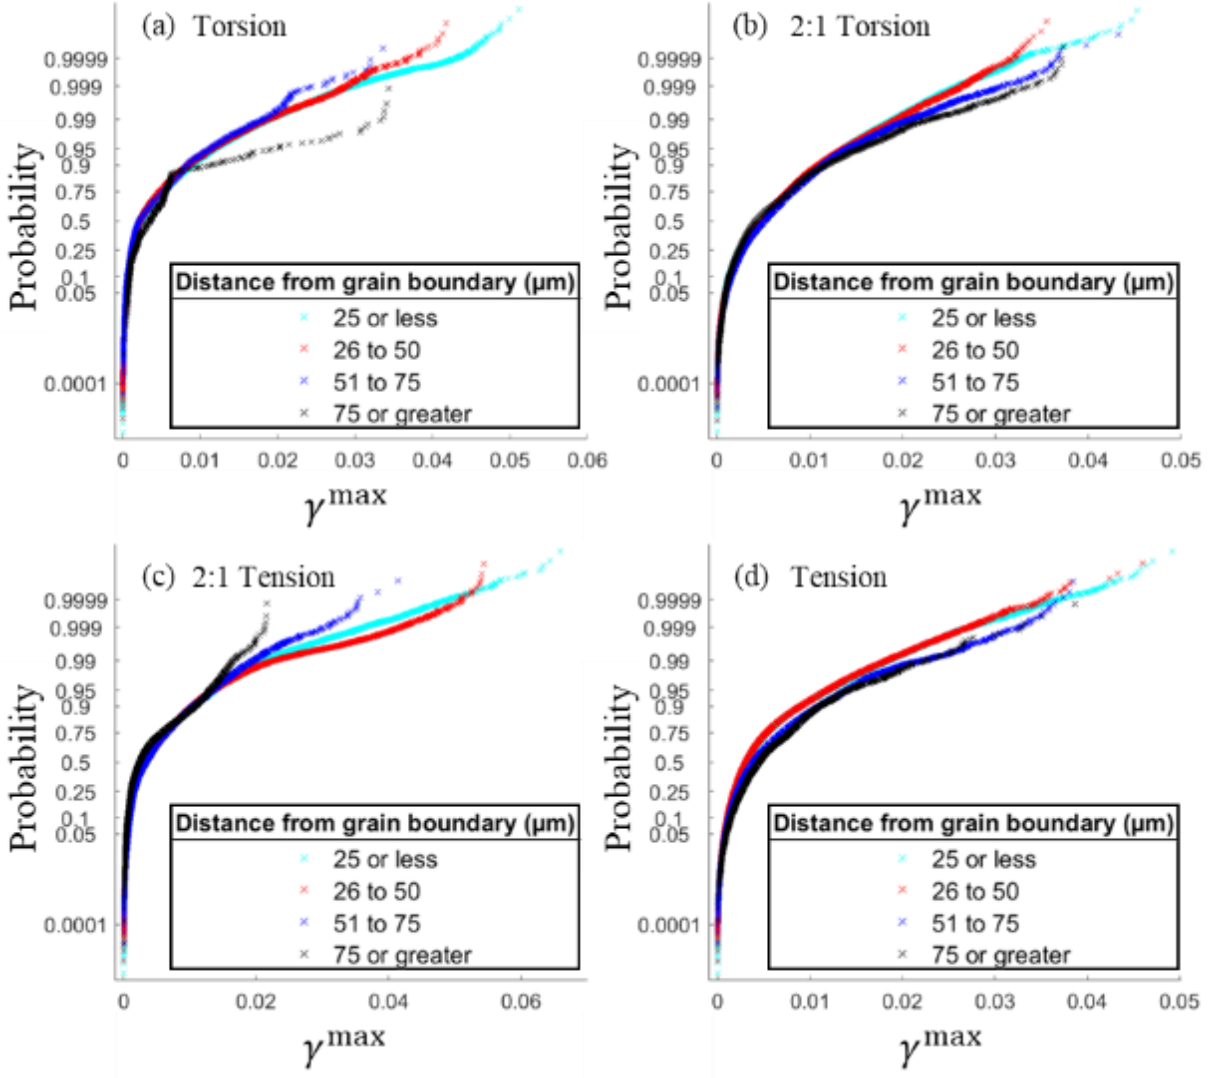 (a) Torsion
0.9999
0.999
0.99
0.95
0.9
0.75
0.5
0.25
0.1
0.05
0.0001
Probability
Distance from grain boundary (µm)
25 or less
26 to 50
51 to 75
75 or greater
0 0.01 0.02 0.03 0.04 0.05 0.06
γ max
(b) 2:1 Torsion
0.9999
0.999
0.99
0.95
0.9
0.75
0.5
0.25
0.1
0.05
0.0001
Probability
Distance from grain boundary (µm)
25 or less
26 to 50
51 to 75
75 or greater
0 0.01 0.02 0.03 0.04 0.05
γ max
(c) 2:1 Tension
0.9999
0.999
0.99
0.95
0.9
0.75
0.5
0.25
0.1
0.05
0.0001
Probability
Distance from grain boundary (µm)
25 or less
26 to 50
51 to 75
75 or greater
0 0.02 0.04 0.06
γ max
(d) Tension
0.9999
0.999
0.99
0.95
0.9
0.75
0.5
0.25
0.1
0.05
0.0001
Probability
Distance from grain boundary (µm)
25 or less
26 to 50
51 to 75
75 or greater
0 0.01 0.02 0.03 0.04 0.05
γ max